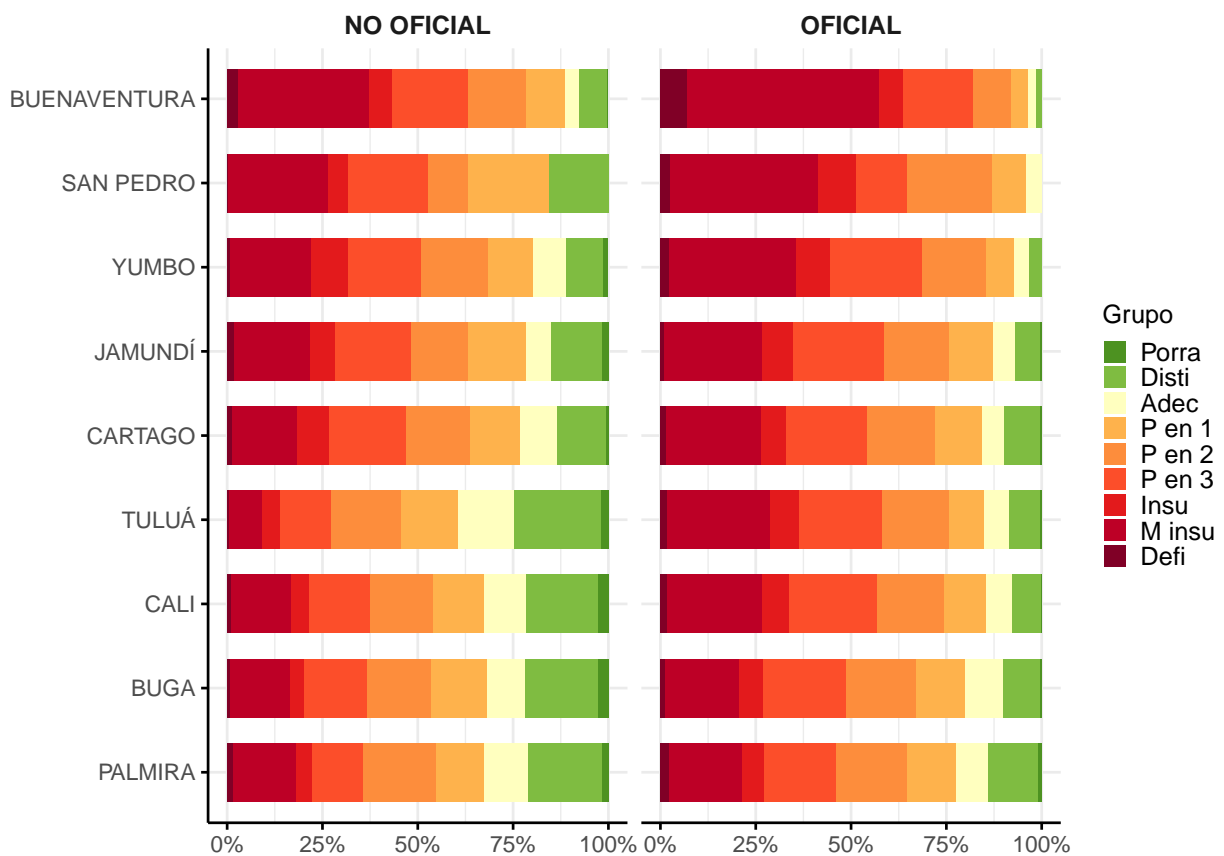 NO OFICIAL
OFICIAL
BUENAVENTURA
SAN PEDRO
YUMBO
JAMUNDÍ
CARTAGO
TULUÁ
CALI
BUGA
PALMIRA
0% 25% 50% 75% 100%
0% 25% 50% 75% 100%
Grupo
Porra
Disti
Adec
P en 1
P en 2
P en 3
Insu
M insu
Defi